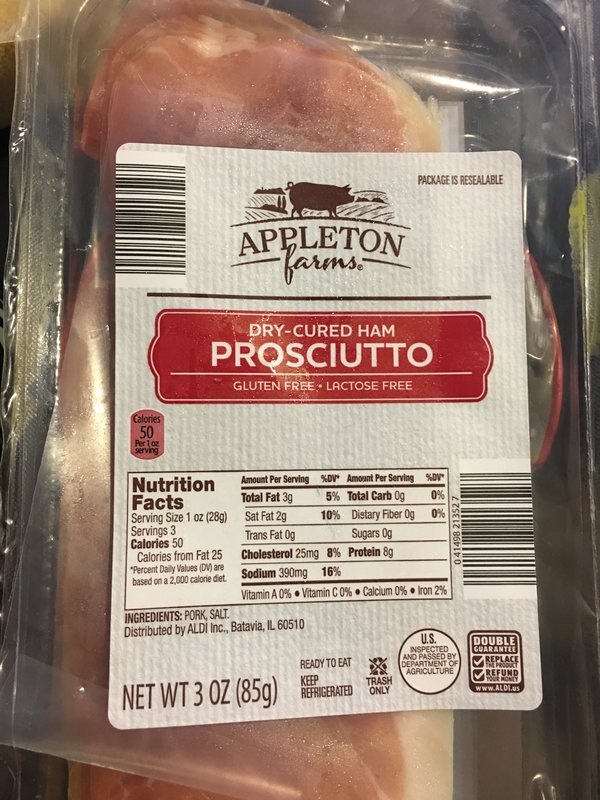 PACKAGE IS RESEALABLE
APPLETON
farms®
DRY-CURED HAM
PROSCIUTTO
GLUTEN FREE • LACTOSE FREE
Calories
50
Per 1 oz
serving
Nutrition
Facts
Serving Size 1 oz (28g)
Servings 3
Calories 50
Calories from Fat 25
*Percent Daily Values (DV) are
based on a 2,000 calorie diet.
Amount Per Serving %DV* Amount Per Serving %DV*
Total Fat 3g 5% Total Carb 0g 0%
Sat Fat 2g 10% Dietary Fiber 0g 0%
Trans Fat 0g Sugars 0g
Cholesterol 25mg 8% Protein 8g
Sodium 390mg 16%
Vitamin A 0% • Vitamin C 0% • Calcium 0% • Iron 2%
0 41498 21352 7
INGREDIENTS: PORK, SALT.
Distributed by ALDI Inc., Batavia, IL 60510
NET WT 3 OZ (85g)
READY TO EAT
KEEP
REFRIGERATED
TRASH
ONLY
U.S.
INSPECTED
AND PASSED BY
DEPARTMENT OF
AGRICULTURE
DOUBLE
GUARANTEE
REPLACE
THE PRODUCT
REFUND
YOUR MONEY
www.ALDI.us